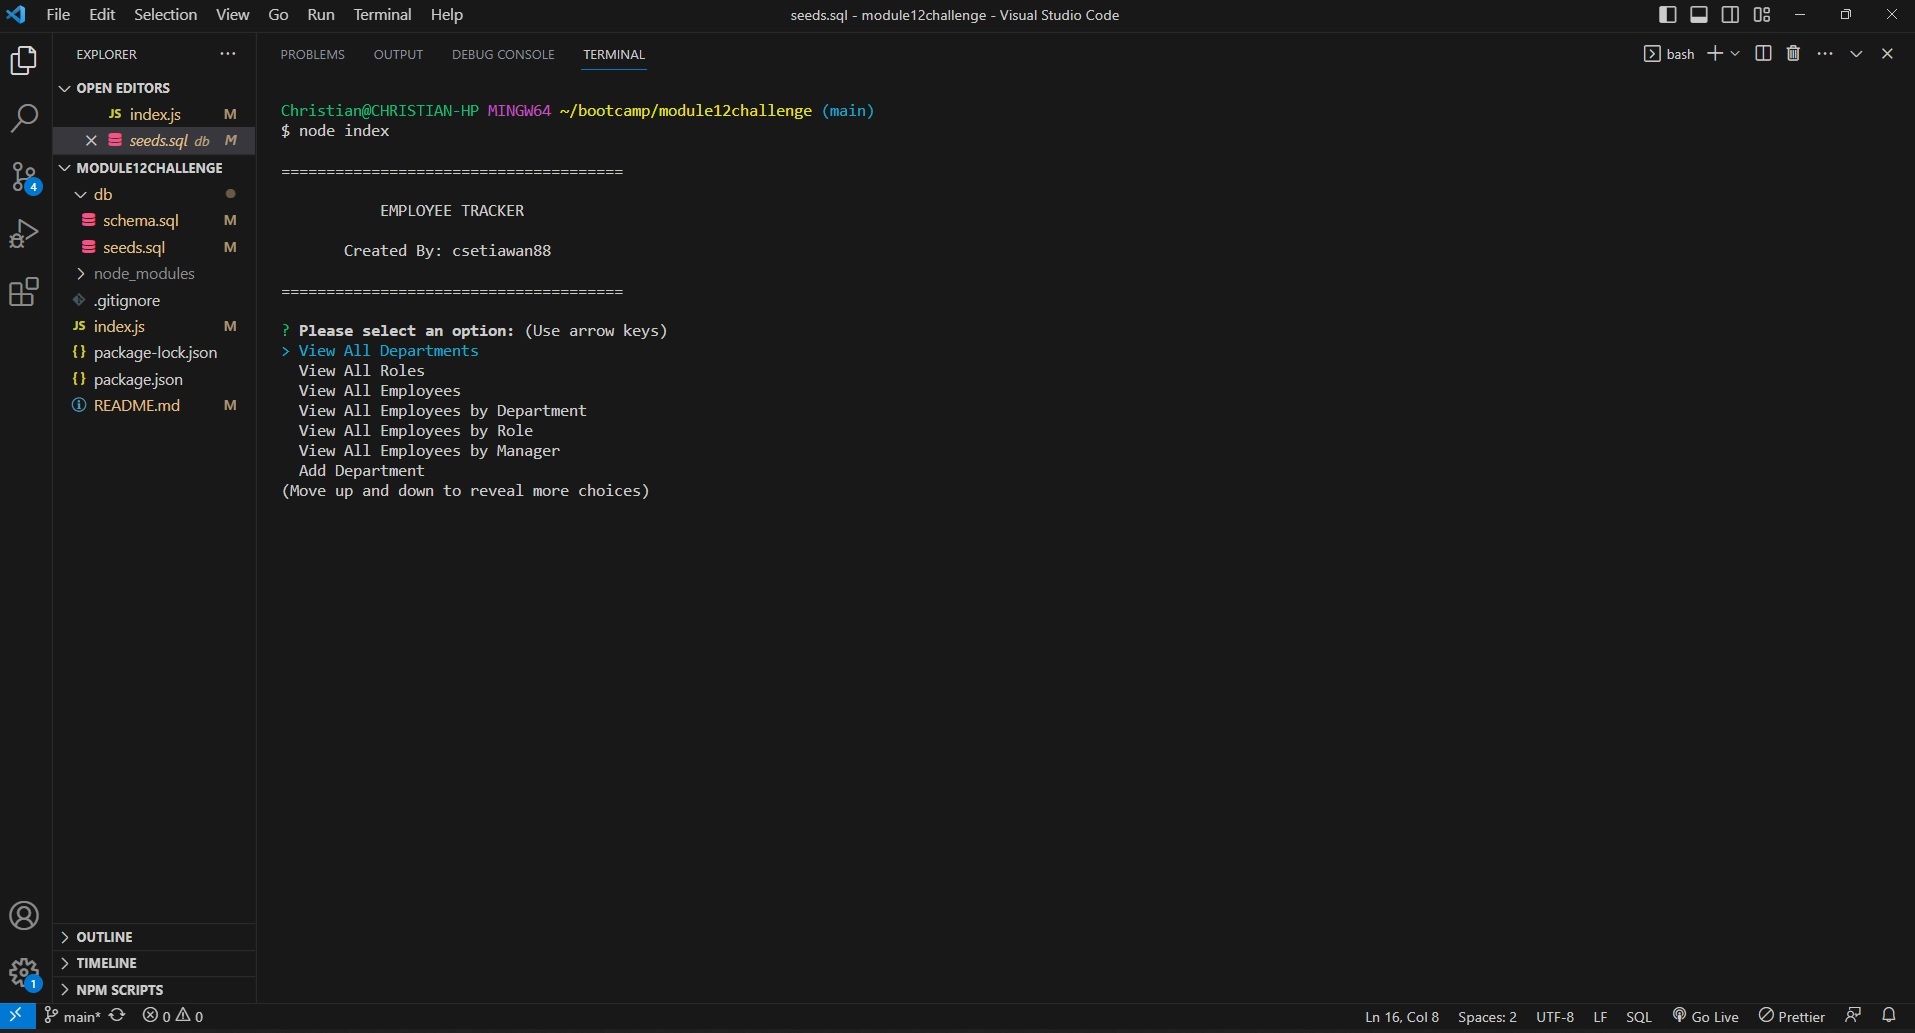 File Edit Selection View Go Run Terminal Help
seeds.sql - module12challenge - Visual Studio Code
EXPLORER
OPEN EDITORS
JS index.js M
seeds.sql db M
MODULE12CHALLENGE
db
schema.sql M
seeds.sql M
node_modules
.gitignore
JS index.js M
{} package-lock.json
{} package.json
README.md M
4
1
OUTLINE
TIMELINE
NPM SCRIPTS
PROBLEMS OUTPUT DEBUG CONSOLE TERMINAL
bash
Christian@CHRISTIAN-HP MINGW64 ~/bootcamp/module12challenge (main)
$ node index
======================================
EMPLOYEE TRACKER
Created By: csetiawan88
======================================
? Please select an option: (Use arrow keys)
> View All Departments
View All Roles
View All Employees
View All Employees by Department
View All Employees by Role
View All Employees by Manager
Add Department
(Move up and down to reveal more choices)
main* 0 0
Ln 16, Col 8 Spaces: 2 UTF-8 LF SQL Go Live Prettier